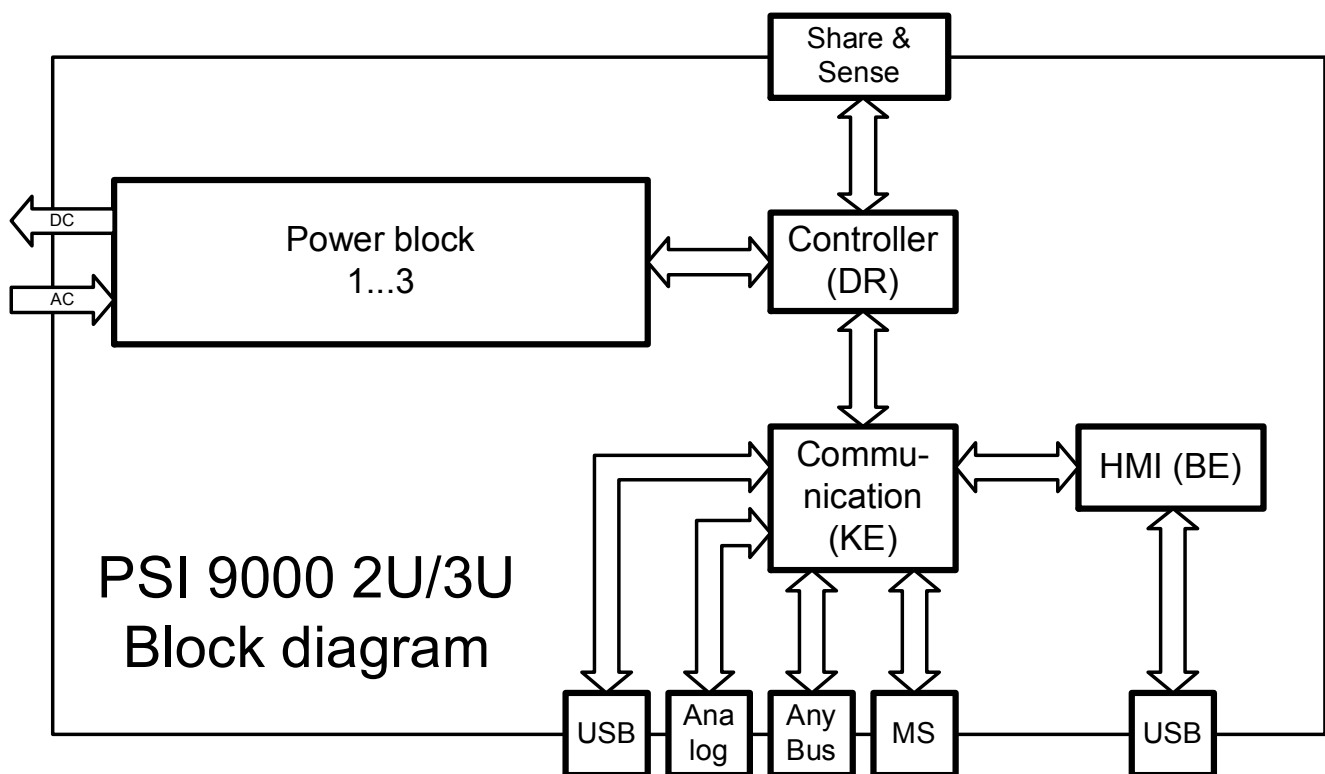 Share &
Sense
DC
AC
Power block
1...3
Controller
(DR)
Commu-
nication
(KE)
HMI (BE)
PSI 9000 2U/3U
Block diagram
USB
Ana
log
Any
Bus
MS
USB